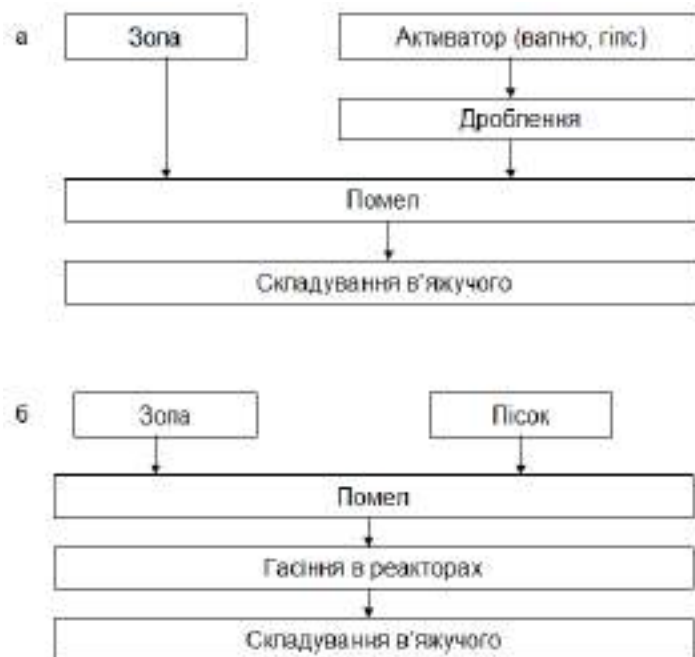 а
Зола
Активатор (вапно, гіпс)
Дроблення
Помел
Складування в'яжучого
б
Зола
Пісок
Помел
Гасіння в реакторах
Складування в'яжучого